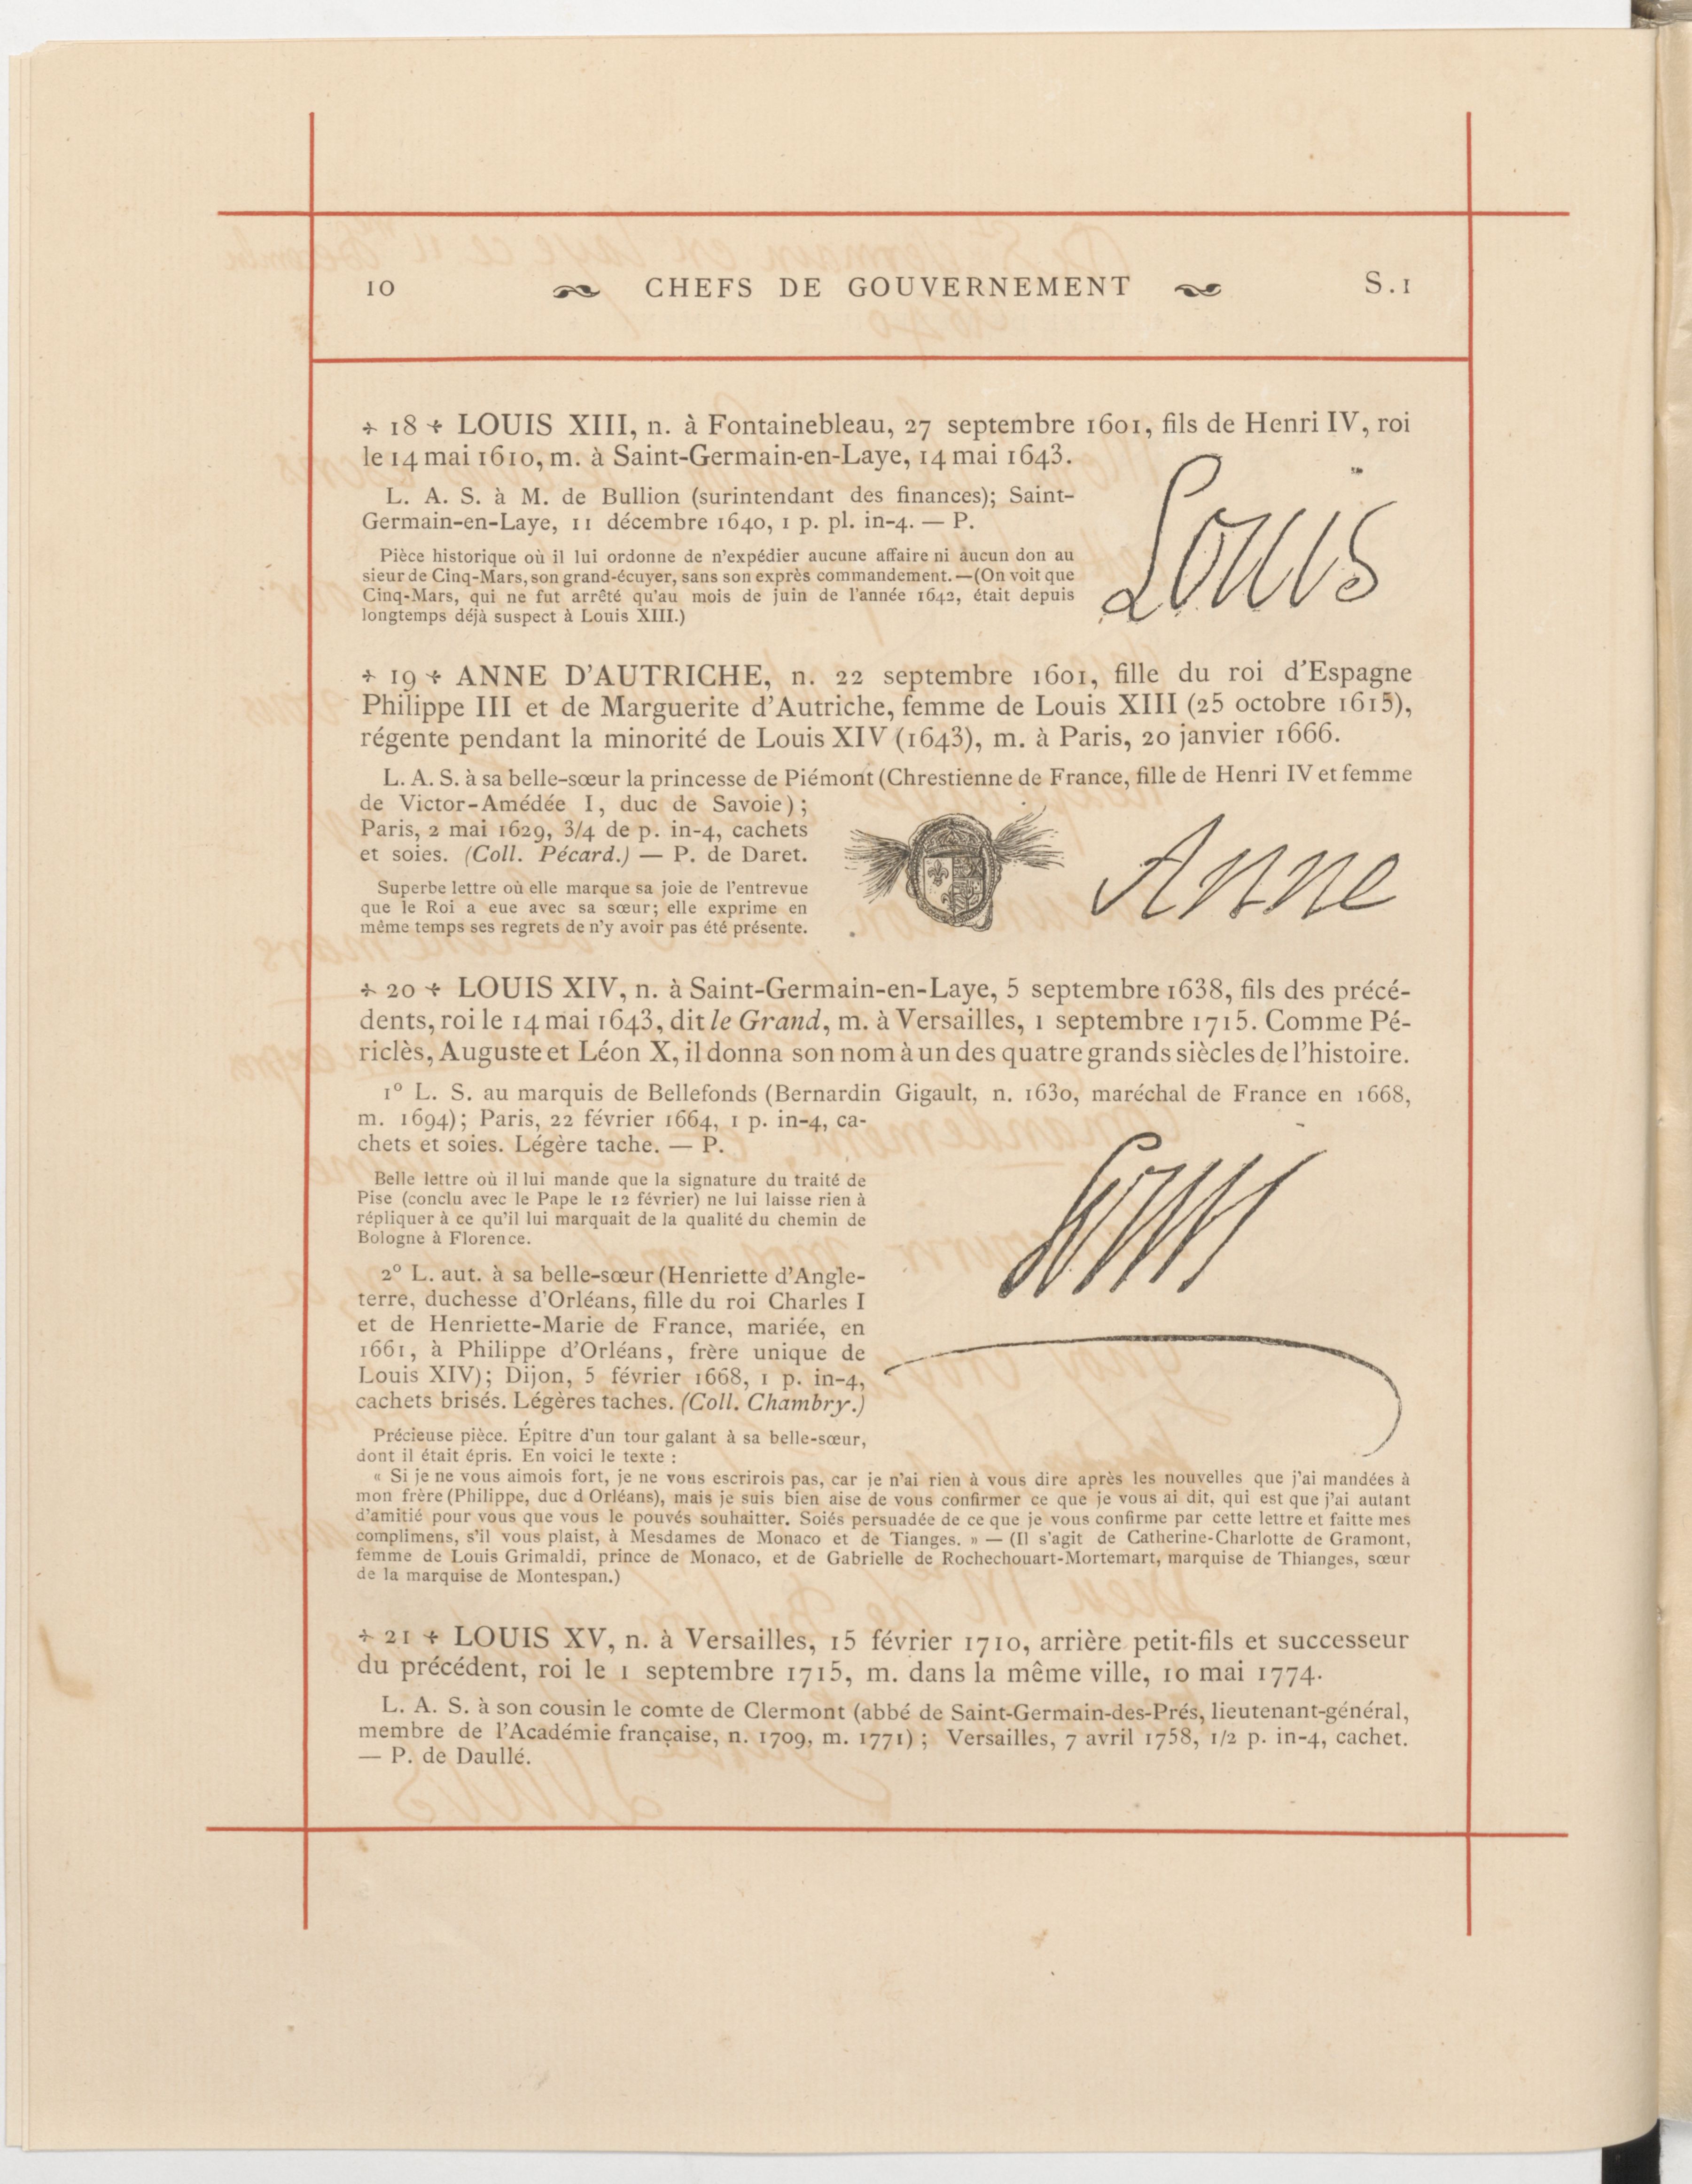 10 CHEFS DE GOUVERNEMENT S.1
18 LOUIS XIII, n. à Fontainebleau, 27 septembre 1601, fils de Henri IV, roi
le 14 mai 1610, m. à Saint-Germain-en-Laye, 14 mai 1643.
L. A. S. à M. de Bullion (surintendant des finances); Saint-
Germain-en-Laye, 11 décembre 1640, 1 p. pl. in-4. — P.
Pièce historique où il lui ordonne de n'expédier aucune affaire ni aucun don au
sieur de Cinq-Mars, son grand-écuyer, sans son exprès commandement. — (On voit que
Cinq-Mars, qui ne fut arrêté qu'au mois de juin de l'année 1642, était depuis
longtemps déjà suspect à Louis XIII.)
Louis
19 ANNE D'AUTRICHE, n. 22 septembre 1601, fille du roi d'Espagne
Philippe III et de Marguerite d'Autriche, femme de Louis XIII (25 octobre 1615),
régente pendant la minorité de Louis XIV (1643), m. à Paris, 20 janvier 1666.
L. A. S. à sa belle-sœur la princesse de Piémont (Chrestienne de France, fille de Henri IV et femme
de Victor-Amédée I, duc de Savoie);
Paris, 2 mai 1629, 3/4 de p. in-4, cachets
et soies. (Coll. Pécard.) — P. de Daret.
Superbe lettre où elle marque sa joie de l'entrevue
que le Roi a eue avec sa sœur; elle exprime en
même temps ses regrets de n'y avoir pas été présente.
Anne
20 LOUIS XIV, n. à Saint-Germain-en-Laye, 5 septembre 1638, fils des précé-
dents, roi le 14 mai 1643, dit le Grand, m. à Versailles, 1 septembre 1715. Comme Pé-
riclès, Auguste et Léon X, il donna son nom à un des quatre grands siècles de l'histoire.
1° L. S. au marquis de Bellefonds (Bernardin Gigault, n. 1630, maréchal de France en 1668,
m. 1694); Paris, 22 février 1664, 1 p. in-4, ca-
chets et soies. Légère tache. — P.
Belle lettre où il lui mande que la signature du traité de
Pise (conclu avec le Pape le 12 février) ne lui laisse rien à
répliquer à ce qu'il lui marquait de la qualité du chemin de
Bologne à Florence.
Louis
2° L. aut. à sa belle-sœur (Henriette d'Angle-
terre, duchesse d'Orléans, fille du roi Charles I
et de Henriette-Marie de France, mariée, en
1661, à Philippe d'Orléans, frère unique de
Louis XIV); Dijon, 5 février 1668, 1 p. in-4,
cachets brisés. Légères taches. (Coll. Chambry.)
Précieuse pièce. Épître d'un tour galant à sa belle-sœur,
dont il était épris. En voici le texte :
« Si je ne vous aimois fort, je ne vous escrirois pas, car je n'ai rien à vous dire après les nouvelles que j'ai mandées à
mon frère (Philippe, duc d Orléans), mais je suis bien aise de vous confirmer ce que je vous ai dit, qui est que j'ai autant
d'amitié pour vous que vous le pouvés souhaitter. Soiés persuadée de ce que je vous confirme par cette lettre et faitte mes
complimens, s'il vous plaist, à Mesdames de Monaco et de Tianges. » — (Il s'agit de Catherine-Charlotte de Gramont,
femme de Louis Grimaldi, prince de Monaco, et de Gabrielle de Rochechouart-Mortemart, marquise de Thianges, sœur
de la marquise de Montespan.)
21 LOUIS XV, n. à Versailles, 15 février 1710, arrière petit-fils et successeur
du précédent, roi le 1 septembre 1715, m. dans la même ville, 10 mai 1774.
L. A. S. à son cousin le comte de Clermont (abbé de Saint-Germain-des-Prés, lieutenant-général,
membre de l'Académie française, n. 1709, m. 1771); Versailles, 7 avril 1758, 1/2 p. in-4, cachet.
— P. de Daullé.